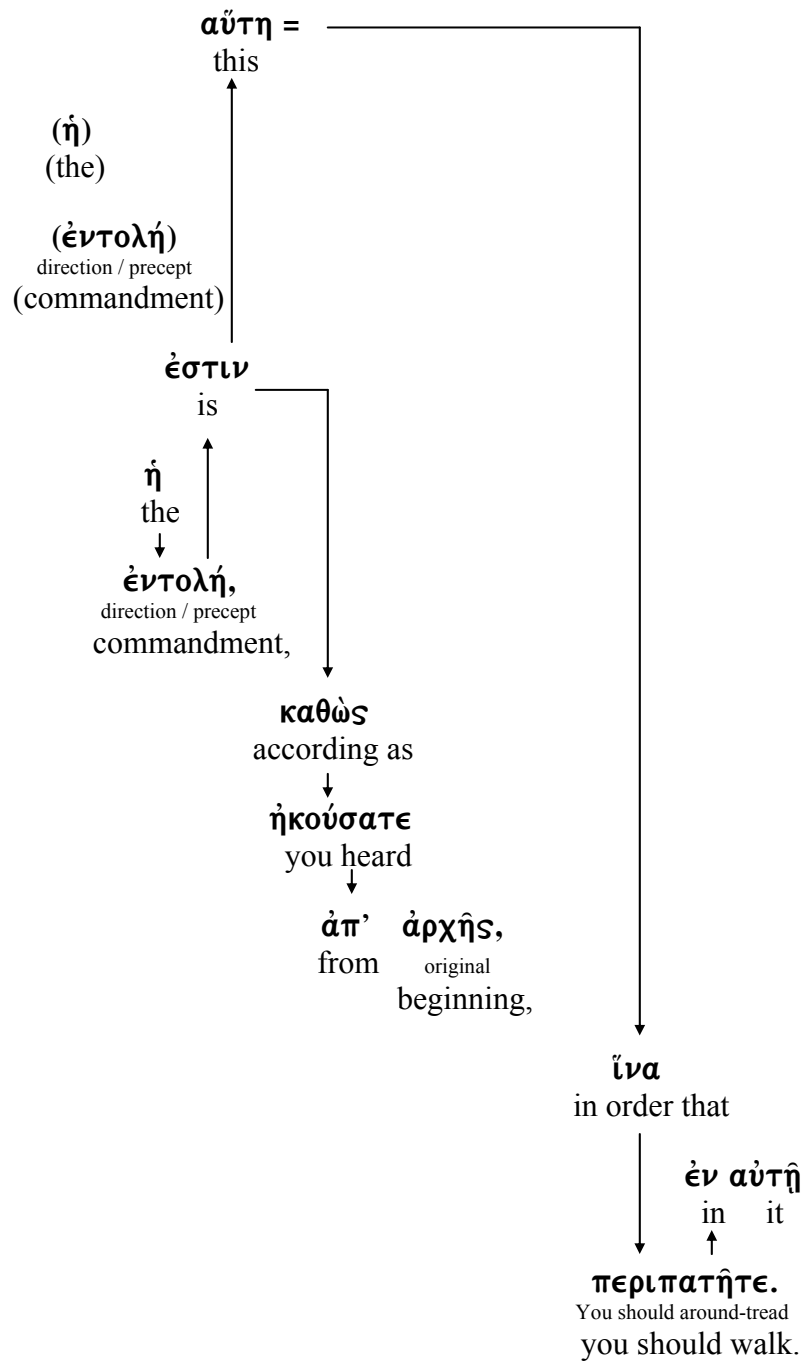 αὕτη =
this
(ἡ)
(the)
(ἐντολή)
direction / precept
(commandment)
ἐστιν
is
ἡ
the
ἐντολή,
direction / precept
commandment,
καθὼς
according as
ἠκούσατε
you heard
ἀπ’ ἀρχῆς,
from original
beginning,
ἵνα
in order that
ἐν αὐτῇ
in it
περιπατῆτε.
You should around-tread
you should walk.